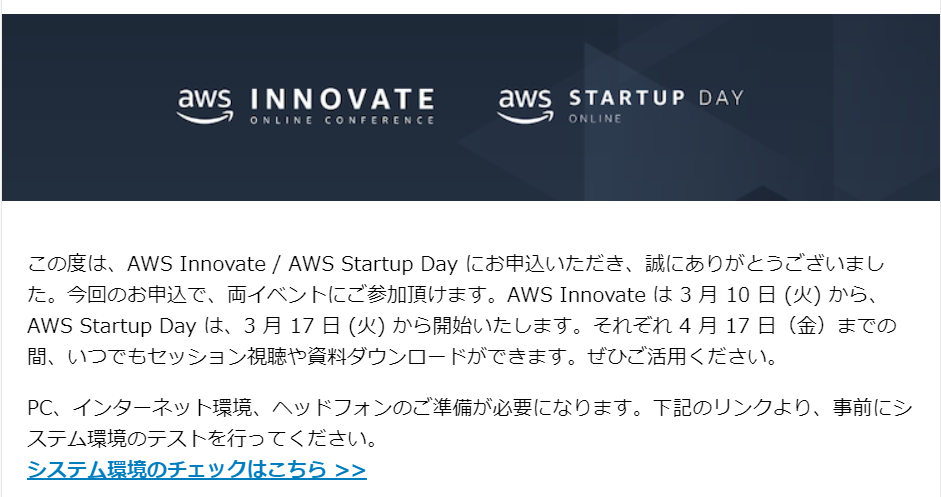 aws INNOVATE
ONLINE CONFERENCE
aws STARTUP DAY
ONLINE
この度は、AWS Innovate / AWS Startup Day にお申込いただき、誠にありがとうございまし
た。今回のお申込で、両イベントにご参加頂けます。AWS Innovate は 3 月 10 日 (火) から、
AWS Startup Day は、3 月 17 日 (火) から開始いたします。それぞれ 4 月 17 日（金）までの
間、いつでもセッション視聴や資料ダウンロードができます。ぜひご活用ください。
PC、インターネット環境、ヘッドフォンのご準備が必要になります。下記のリンクより、事前にシ
ステム環境のテストを行ってください。
システム環境のチェックはこちら >>